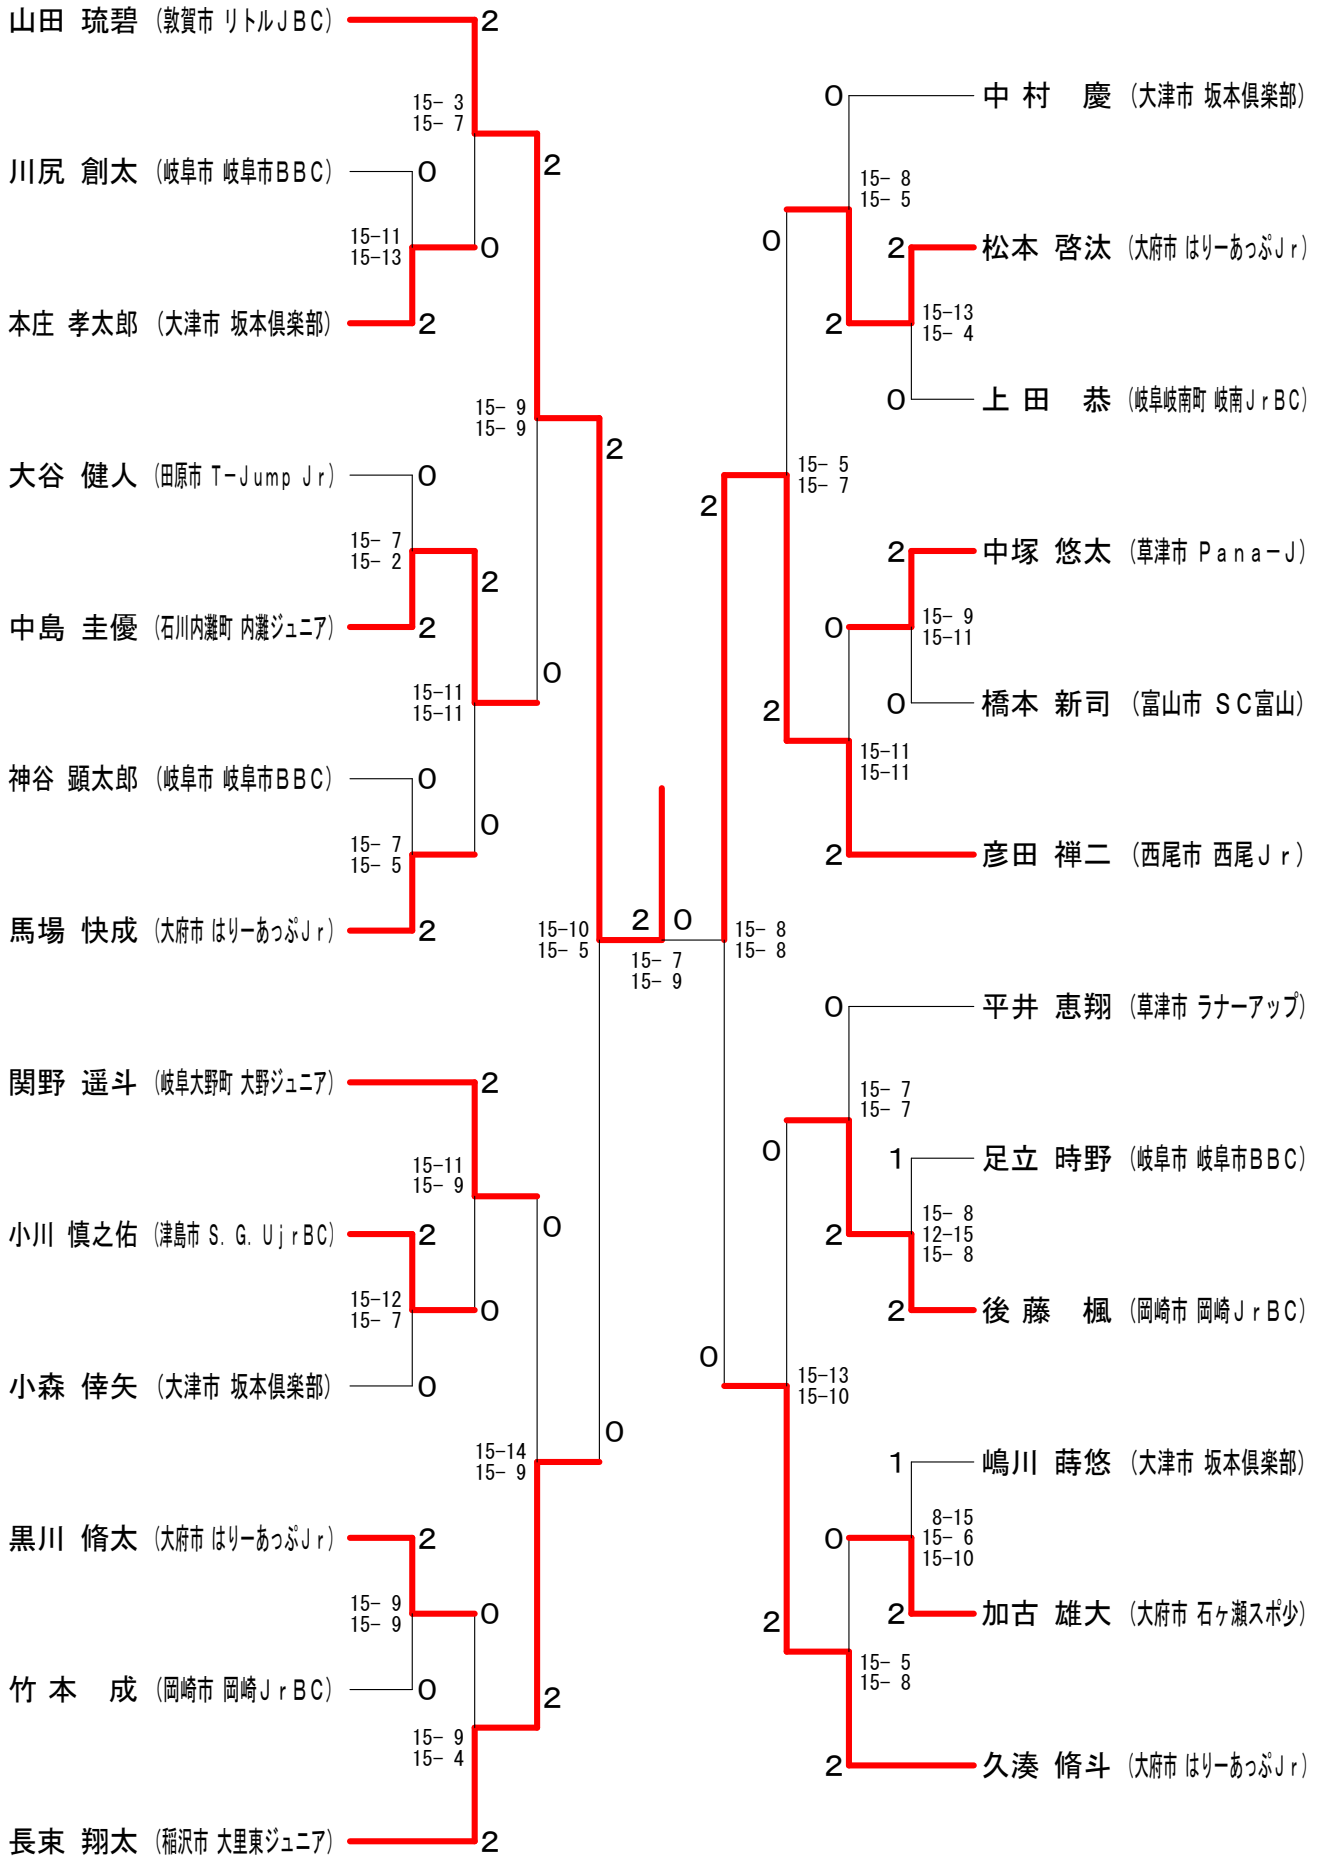 山田 琉碧 (敦賀市 リトルJBC) 2
15- 3
15- 7
川尻 創太 (岐阜市 岐阜市BBC) 0
2
15-11
15-13
0
本庄 孝太郎 (大津市 坂本倶楽部) 2
15- 9
15- 9
2
大谷 健人 (田原市 T-Jump Jr) 0
15- 7
15- 2
2
中島 圭優 (石川内灘町 内灘ジュニア) 2
0
15-11
15-11
神谷 顕太郎 (岐阜市 岐阜市BBC) 0
0
15- 7
15- 5
馬場 快成 (大府市 はりーあっぷJr) 2
15-10
15- 5
2 0
15- 7
15- 9
関野 遥斗 (岐阜大野町 大野ジュニア) 2
15-11
15- 9
小川 慎之佑 (津島市 S.G.UjrBC) 2
0
15-12
15- 7
0
小森 倖矢 (大津市 坂本倶楽部) 0
0
15-14
15- 9
黒川 脩太 (大府市 はりーあっぷJr) 2
15- 9
15- 9
0
竹本 成 (岡崎市 岡崎JrBC) 0
2
15- 9
15- 4
長束 翔太 (稲沢市 大里東ジュニア) 2
0 中村 慶 (大津市 坂本倶楽部)
15- 8
15- 5
0
2 松本 啓汰 (大府市 はりーあっぷJr)
2
15-13
15- 4
0 上田 恭 (岐阜岐南町 岐南JrBC)
15- 5
15- 7
2
2 中塚 悠太 (草津市 Pana-J)
0
15- 9
15-11
2
0 橋本 新司 (富山市 SC富山)
15-11
15-11
2 彦田 禅二 (西尾市 西尾Jr)
15- 8
15- 8
0 平井 恵翔 (草津市 ラナーアップ)
15- 7
15- 7
0
1 足立 時野 (岐阜市 岐阜市BBC)
2
15- 8
12-15
15- 8
2 後藤 楓 (岡崎市 岡崎JrBC)
0
15-13
15-10
1 嶋川 蒔悠 (大津市 坂本倶楽部)
0
8-15
15- 6
15-10
2
2 加古 雄大 (大府市 石ヶ瀬スポ少)
15- 5
15- 8
2 久湊 脩斗 (大府市 はりーあっぷJr)